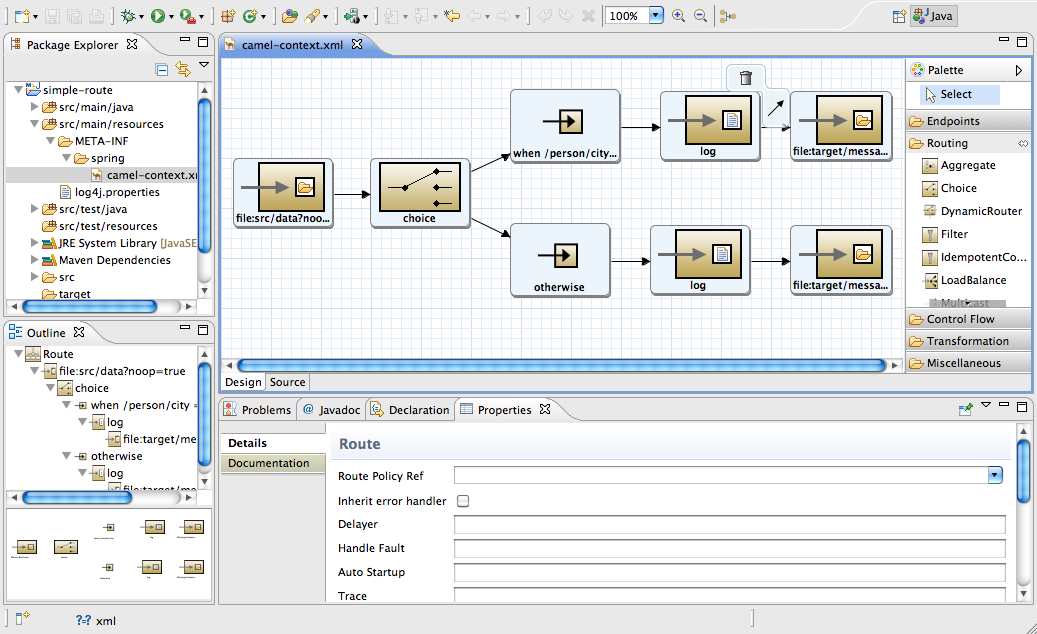 100%
Java
Package Explorer
simple-route
src/main/java
src/main/resources
META-INF
spring
camel-context.xm
log4j.properties
src/test/java
src/test/resources
JRE System Library [JavaSE
Maven Dependencies
src
target
Outline
Route
file:src/data?noop=true
choice
when /person/city =
log
file:target/me
otherwise
log
file:target/me
camel-context.xml
file:src/data?noo...
choice
when /person/city...
log
file:target/messa...
otherwise
log
file:target/messa...
Design
Source
Palette
Select
Endpoints
Routing
Aggregate
Choice
DynamicRouter
Filter
IdempotentCo...
LoadBalance
Multicast
Control Flow
Transformation
Miscellaneous
Problems
@ Javadoc
Declaration
Properties
Details
Documentation
Route
Route Policy Ref
Inherit error handler
Delayer
Handle Fault
Auto Startup
Trace
?-? xml